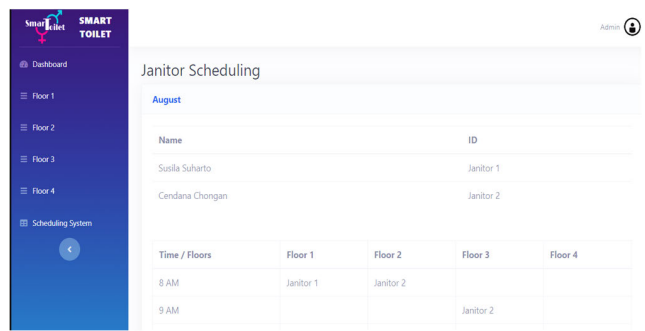 SmarToilet SMART
TOILET
Admin
Dashboard
Floor 1
Floor 2
Floor 3
Floor 4
Scheduling System
Janitor Scheduling
August
Name ID
Susila Suharto Janitor 1
Cendana Chongan Janitor 2
Time / Floors Floor 1 Floor 2 Floor 3 Floor 4
8 AM Janitor 1 Janitor 2
9 AM Janitor 2